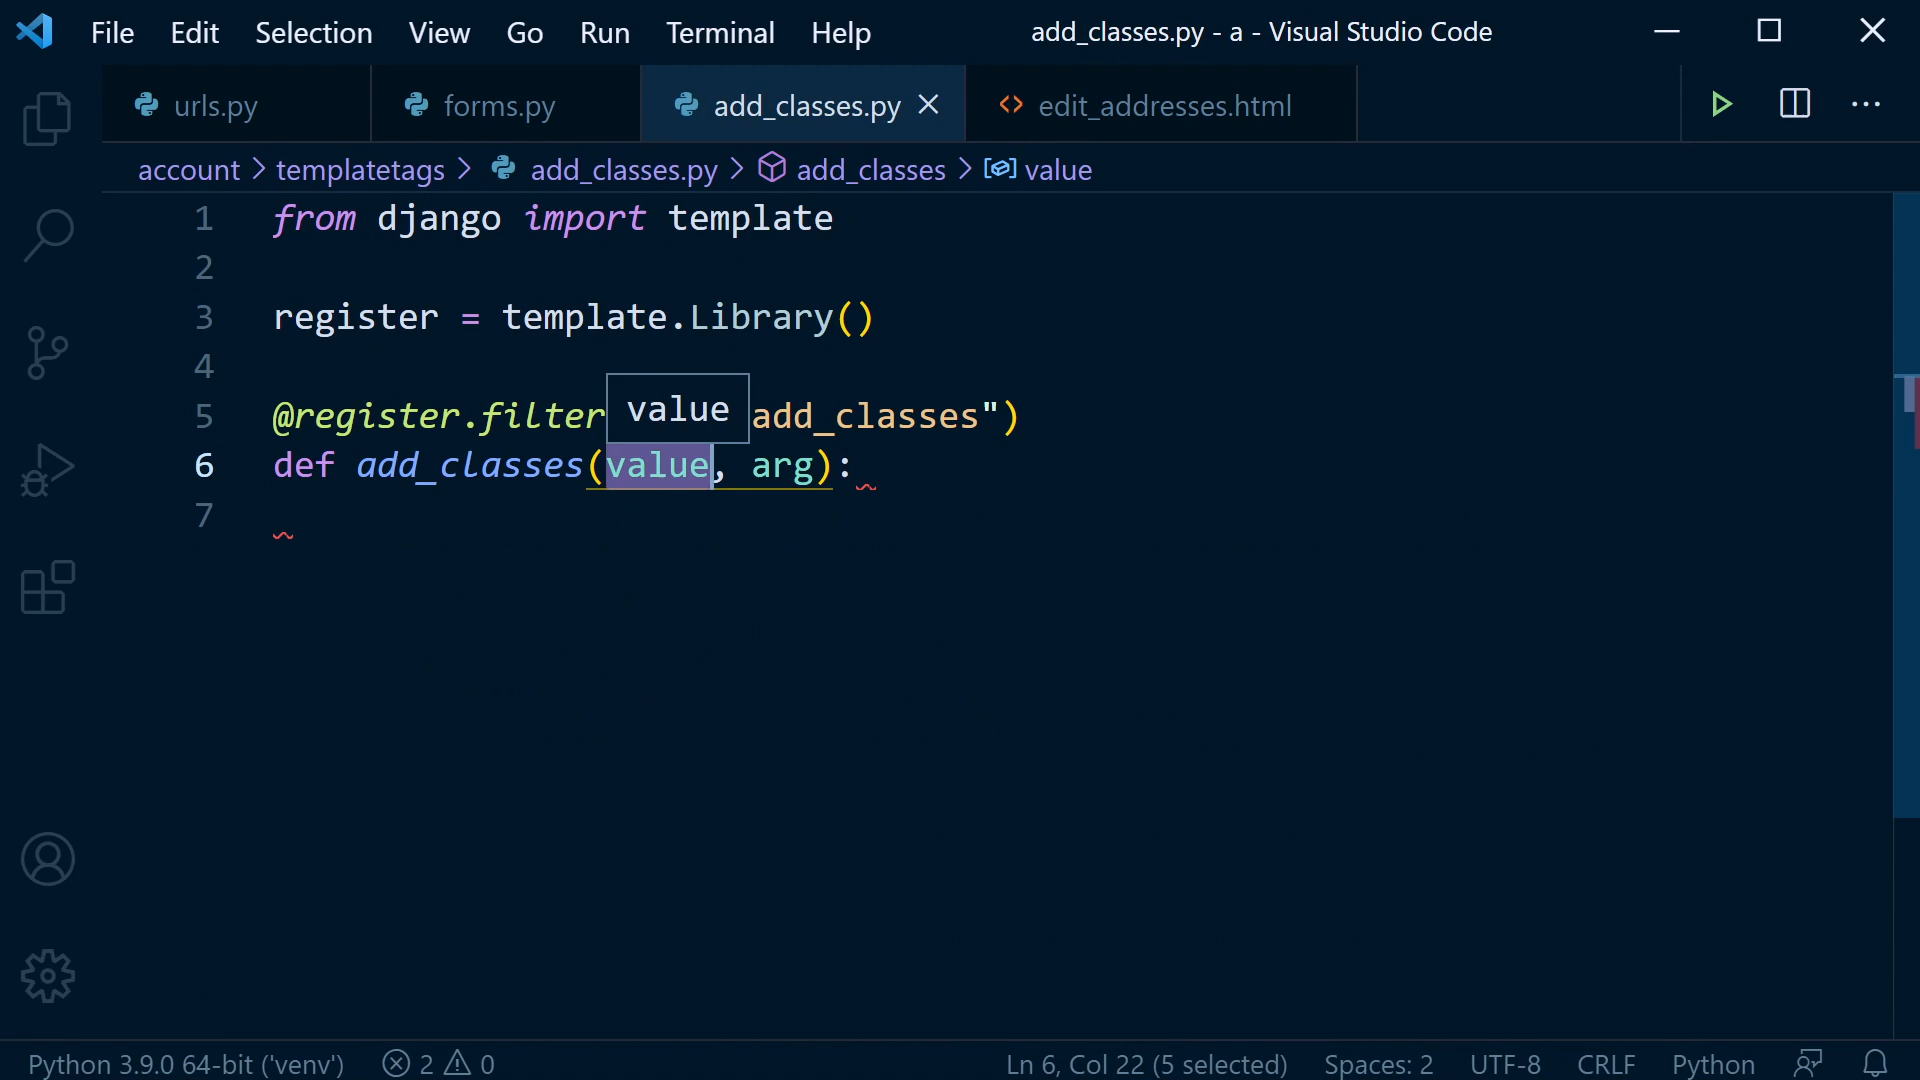 File Edit Selection View Go Run Terminal Help add_classes.py - a - Visual Studio Code
urls.py forms.py add_classes.py edit_addresses.html
account > templatetags > add_classes.py > add_classes > value
1 from django import template
2
3 register = template.Library()
4
value
5 @register.filter add_classes")
6 def add_classes(value, arg):
7
Python 3.9.0 64-bit ('venv') 2 0 Ln 6, Col 22 (5 selected) Spaces: 2 UTF-8 CRLF Python